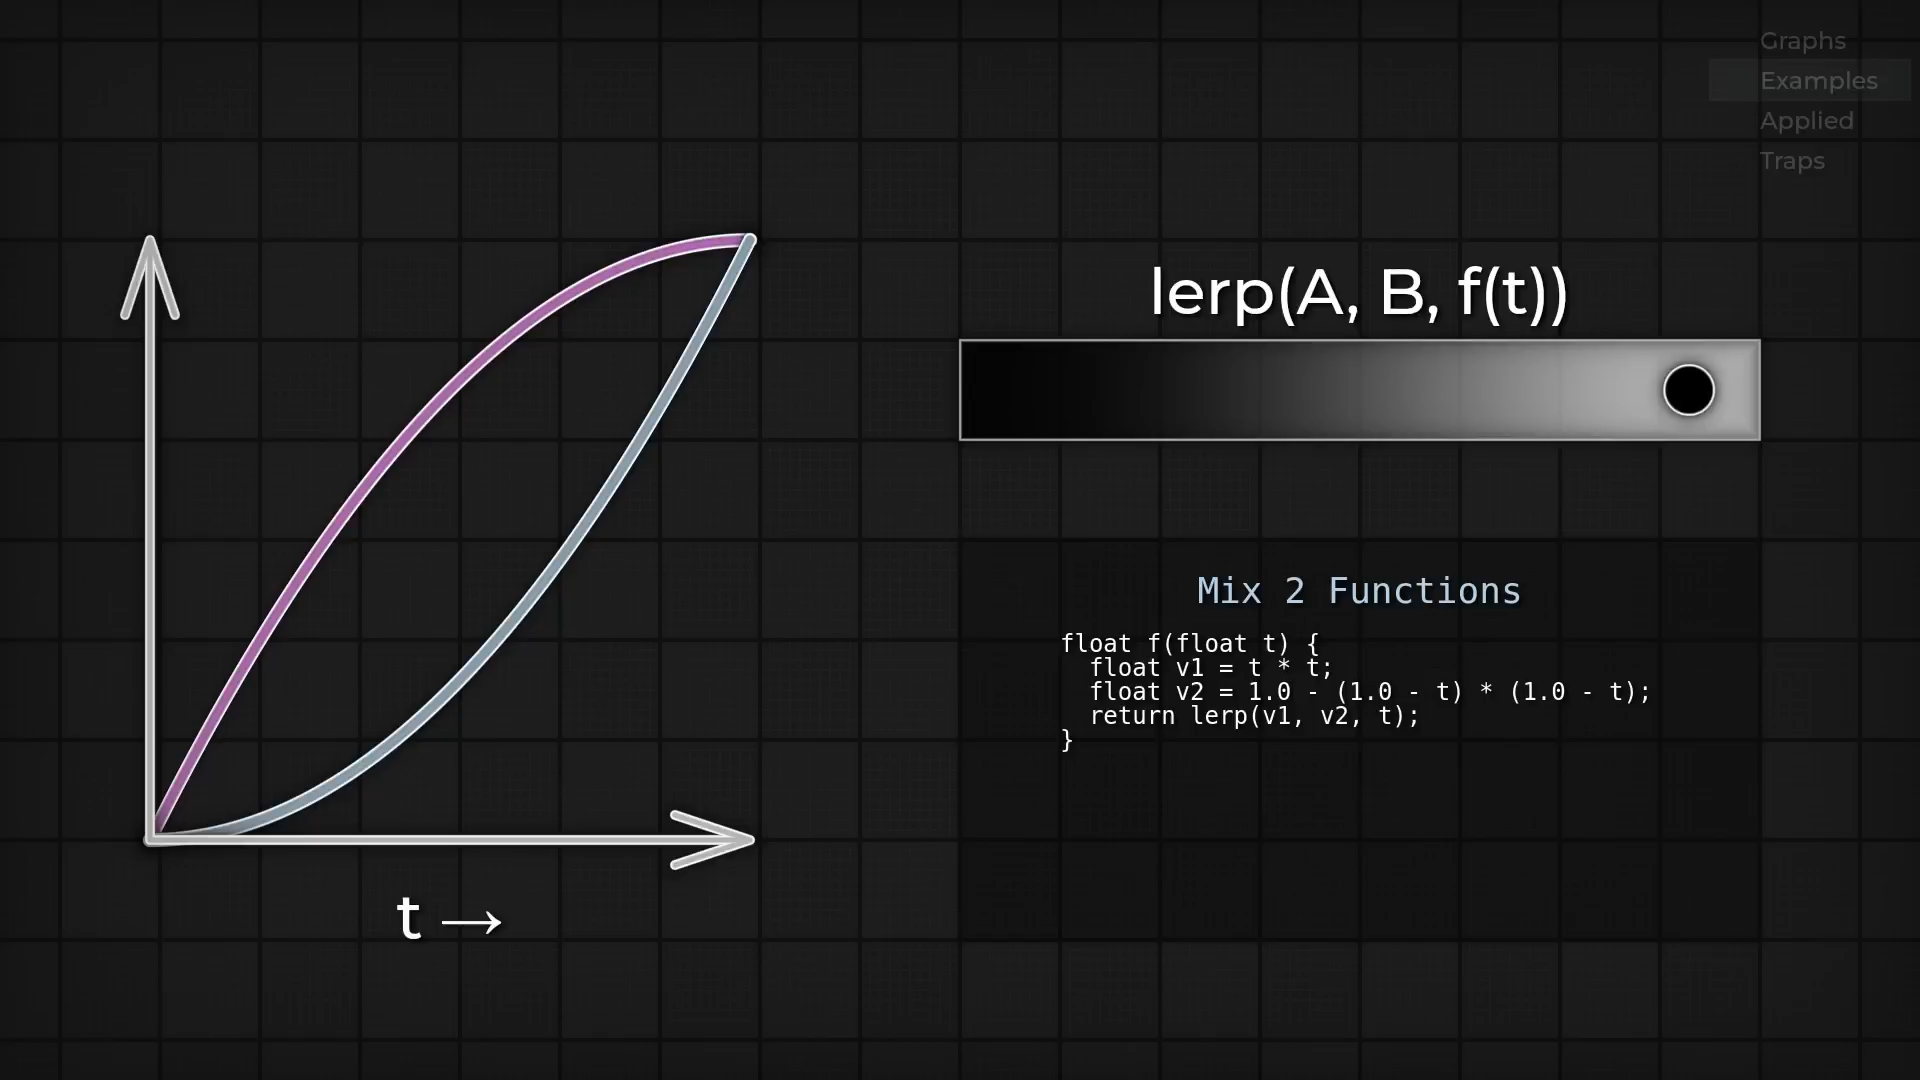 Graphs
Examples
Applied
Traps
lerp(A, B, f(t))
Mix 2 Functions
float f(float t) {
  float v1 = t * t;
  float v2 = 1.0 - (1.0 - t) * (1.0 - t);
  return lerp(v1, v2, t);
}
t →